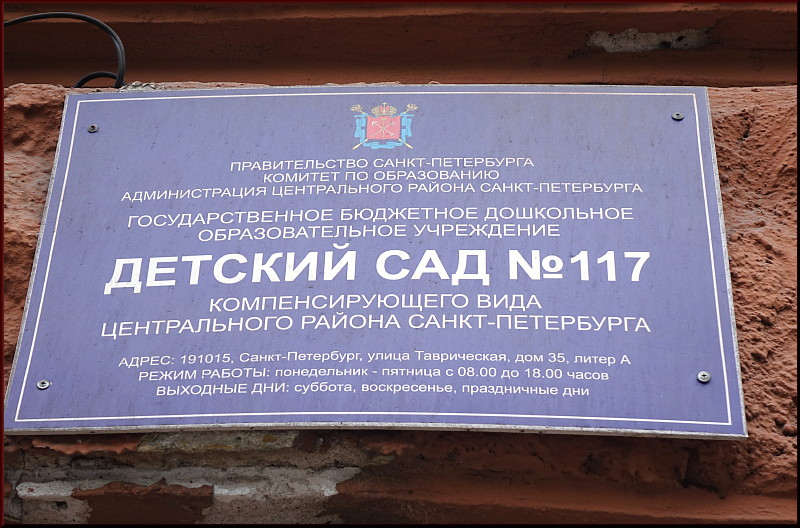 ПРАВИТЕЛЬСТВО САНКТ-ПЕТЕРБУРГА
КОМИТЕТ ПО ОБРАЗОВАНИЮ
АДМИНИСТРАЦИЯ ЦЕНТРАЛЬНОГО РАЙОНА САНКТ-ПЕТЕРБУРГА
ГОСУДАРСТВЕННОЕ БЮДЖЕТНОЕ ДОШКОЛЬНОЕ
ОБРАЗОВАТЕЛЬНОЕ УЧРЕЖДЕНИЕ
ДЕТСКИЙ САД №117
КОМПЕНСИРУЮЩЕГО ВИДА
ЦЕНТРАЛЬНОГО РАЙОНА САНКТ-ПЕТЕРБУРГА
АДРЕС: 191015, Санкт-Петербург, улица Таврическая, дом 35, литер А
РЕЖИМ РАБОТЫ: понедельник - пятница с 08.00 до 18.00 часов
ВЫХОДНЫЕ ДНИ: суббота, воскресенье, праздничные дни